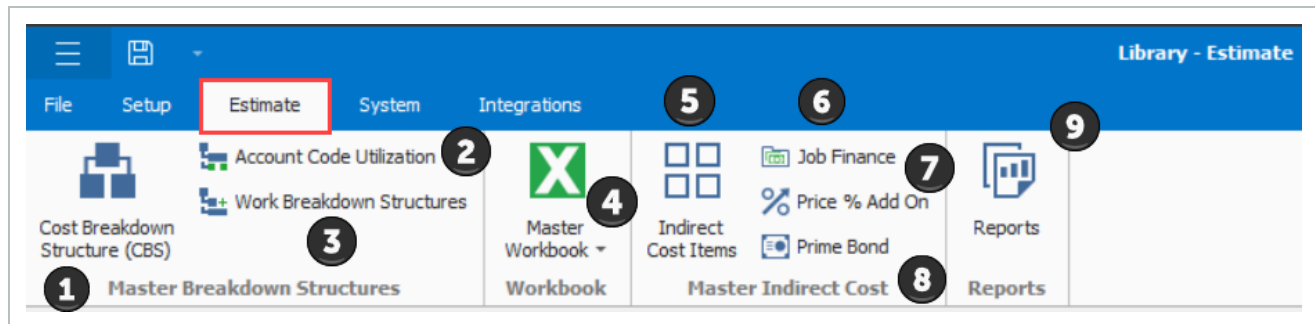 Library - Estimate
File Setup Estimate System Integrations 5 6
9
Account Code Utilization 2
Job Finance 7
Work Breakdown Structures
4
Price % Add On
Cost Breakdown
Structure (CBS)
3
Master
Workbook
Indirect
Cost Items
Prime Bond
Reports
1 Master Breakdown Structures Workbook Master Indirect Cost 8 Reports